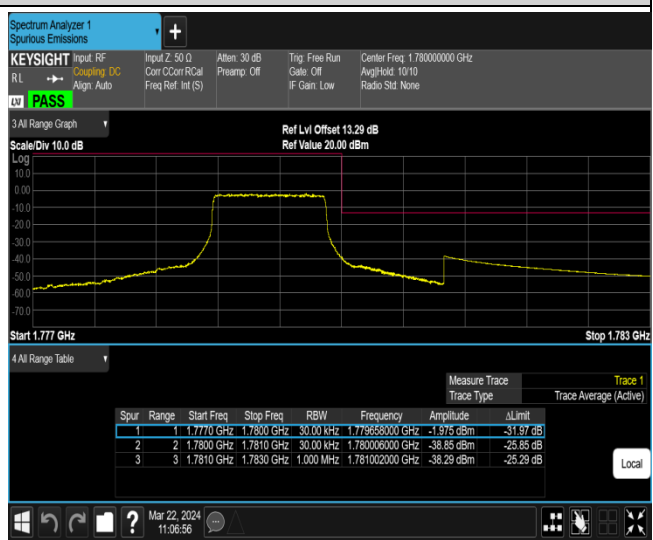 Spectrum Analyzer 1
Spurious Emissions
+
KEYSIGHT Input: RF Input Z: 50 Ω Atten: 30 dB Trig: Free Run Center Freq: 1.780000000 GHz
RL Coupling: DC Corr CCorr RCal Preamp: Off Gate: Off Avg|Hold: 10/10
Align: Auto Freq Ref: Int (S) IF Gain: Low Radio Std: None
LXI PASS
3 All Range Graph
Ref Lvl Offset 13.29 dB
Scale/Div 10.0 dB Ref Value 20.00 dBm
Log
10.0
0.00
-10.0
-20.0
-30.0
-40.0
-50.0
-60.0
-70.0
Start 1.777 GHz Stop 1.783 GHz
4 All Range Table
Measure Trace Trace 1
Trace Type Trace Average (Active)
Spur Range Start Freq Stop Freq RBW Frequency Amplitude ΔLimit
1 1 1.7770 GHz 1.7800 GHz 30.00 kHz 1.779658000 GHz -1.975 dBm -31.97 dB
2 2 1.7800 GHz 1.7810 GHz 30.00 kHz 1.780006000 GHz -38.85 dBm -25.85 dB
3 3 1.7810 GHz 1.7830 GHz 1.000 MHz 1.781002000 GHz -38.29 dBm -25.29 dB
Local
? Mar 22, 2024
11:06:56